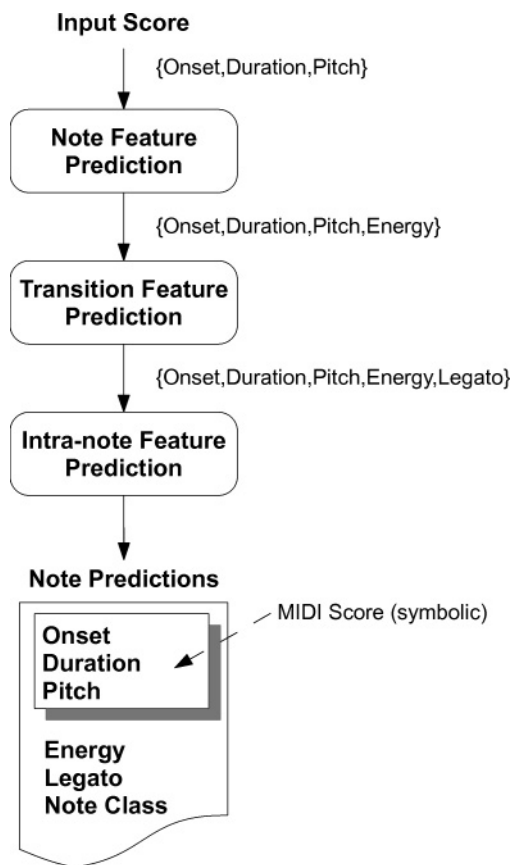 Input Score
{Onset,Duration,Pitch}
Note Feature
Prediction
{Onset,Duration,Pitch,Energy}
Transition Feature
Prediction
{Onset,Duration,Pitch,Energy,Legato}
Intra-note Feature
Prediction
Note Predictions
MIDI Score (symbolic)
Onset
Duration
Pitch
Energy
Legato
Note Class